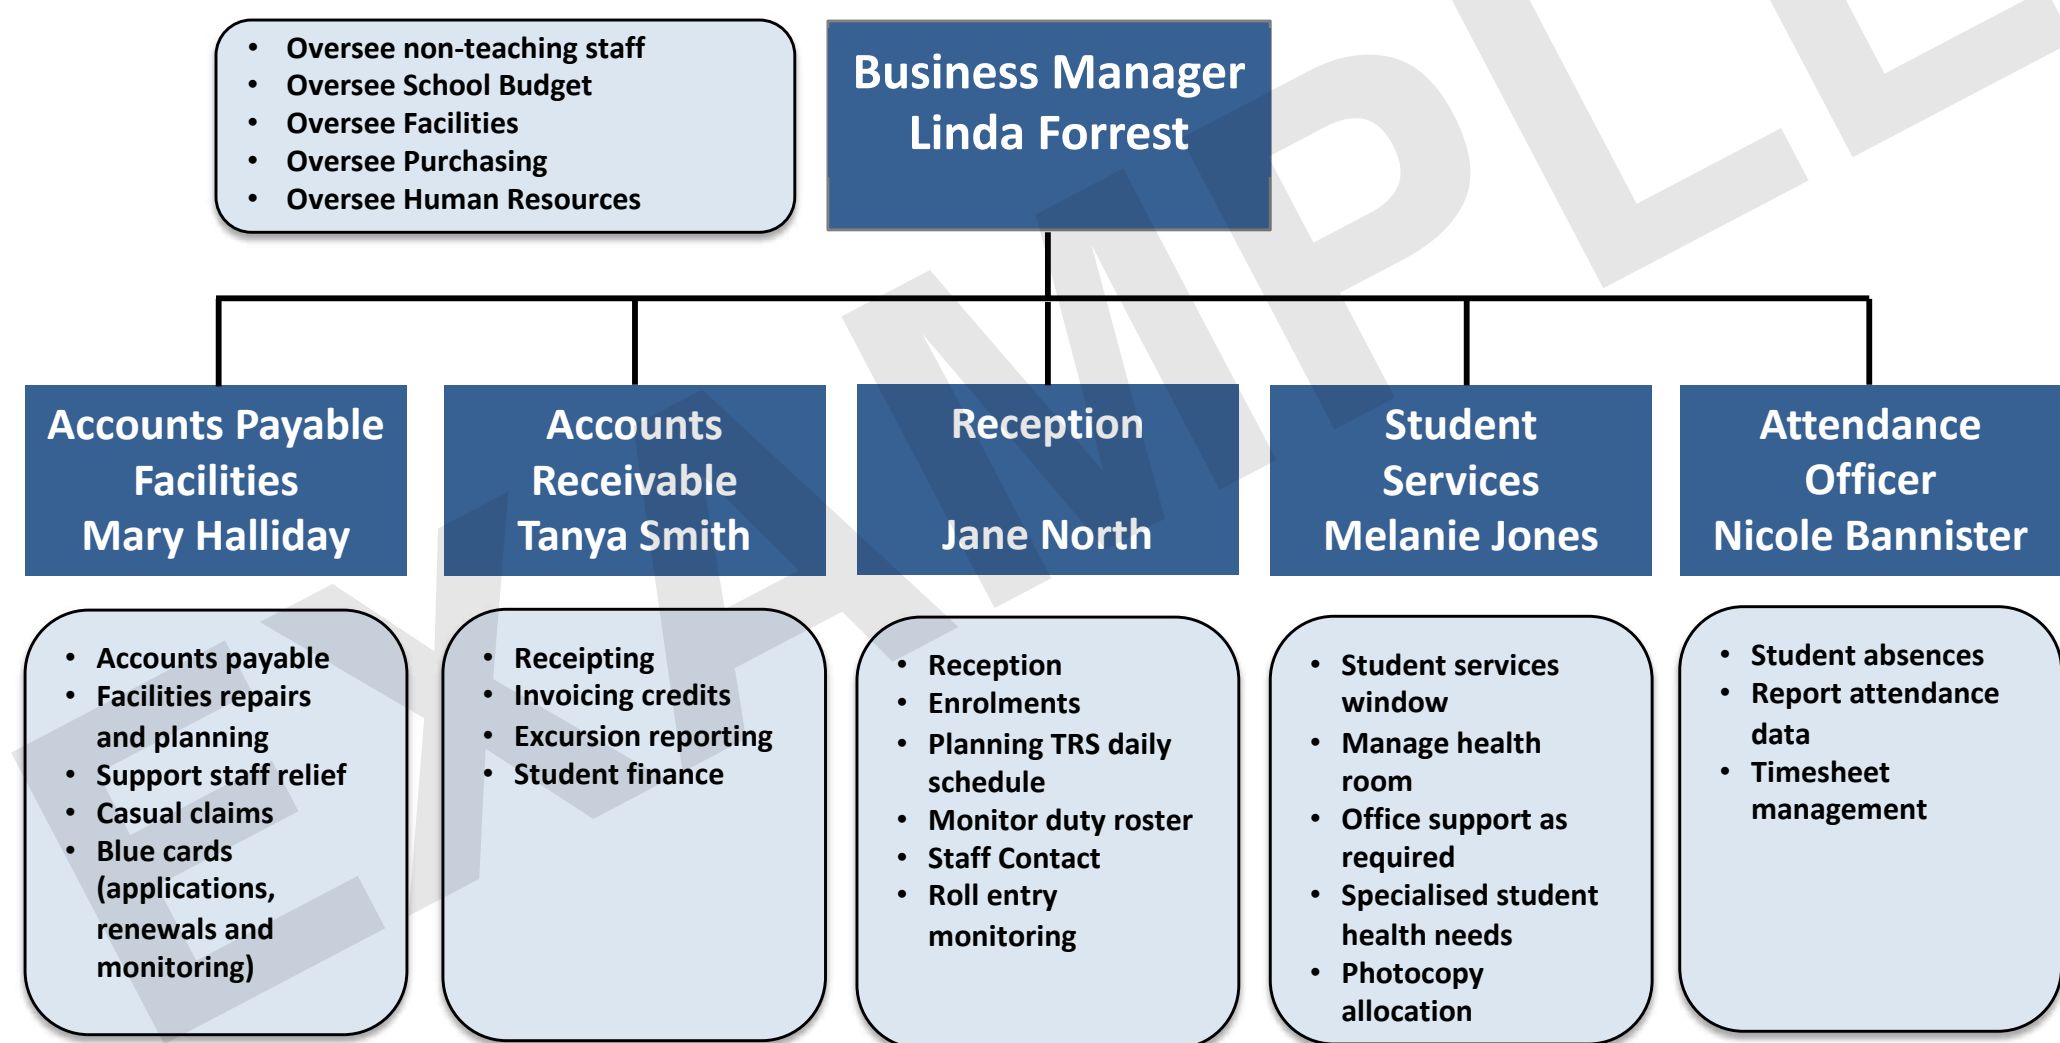 • Oversee non-teaching staff
• Oversee School Budget
• Oversee Facilities
• Oversee Purchasing
• Oversee Human Resources
Business Manager
Linda Forrest
Accounts Payable
Facilities
Mary Halliday
Accounts
Receivable
Tanya Smith
Reception
Jane North
Student
Services
Melanie Jones
Attendance
Officer
Nicole Bannister
• Accounts payable
• Facilities repairs
and planning
• Support staff relief
• Casual claims
• Blue cards
(applications,
renewals and
monitoring)
• Receipting
• Invoicing credits
• Excursion reporting
• Student finance
• Reception
• Enrolments
• Planning TRS daily
schedule
• Monitor duty roster
• Staff Contact
• Roll entry
monitoring
• Student services
window
• Manage health
room
• Office support as
required
• Specialised student
health needs
• Photocopy
allocation
• Student absences
• Report attendance
data
• Timesheet
management
EXAMPLE